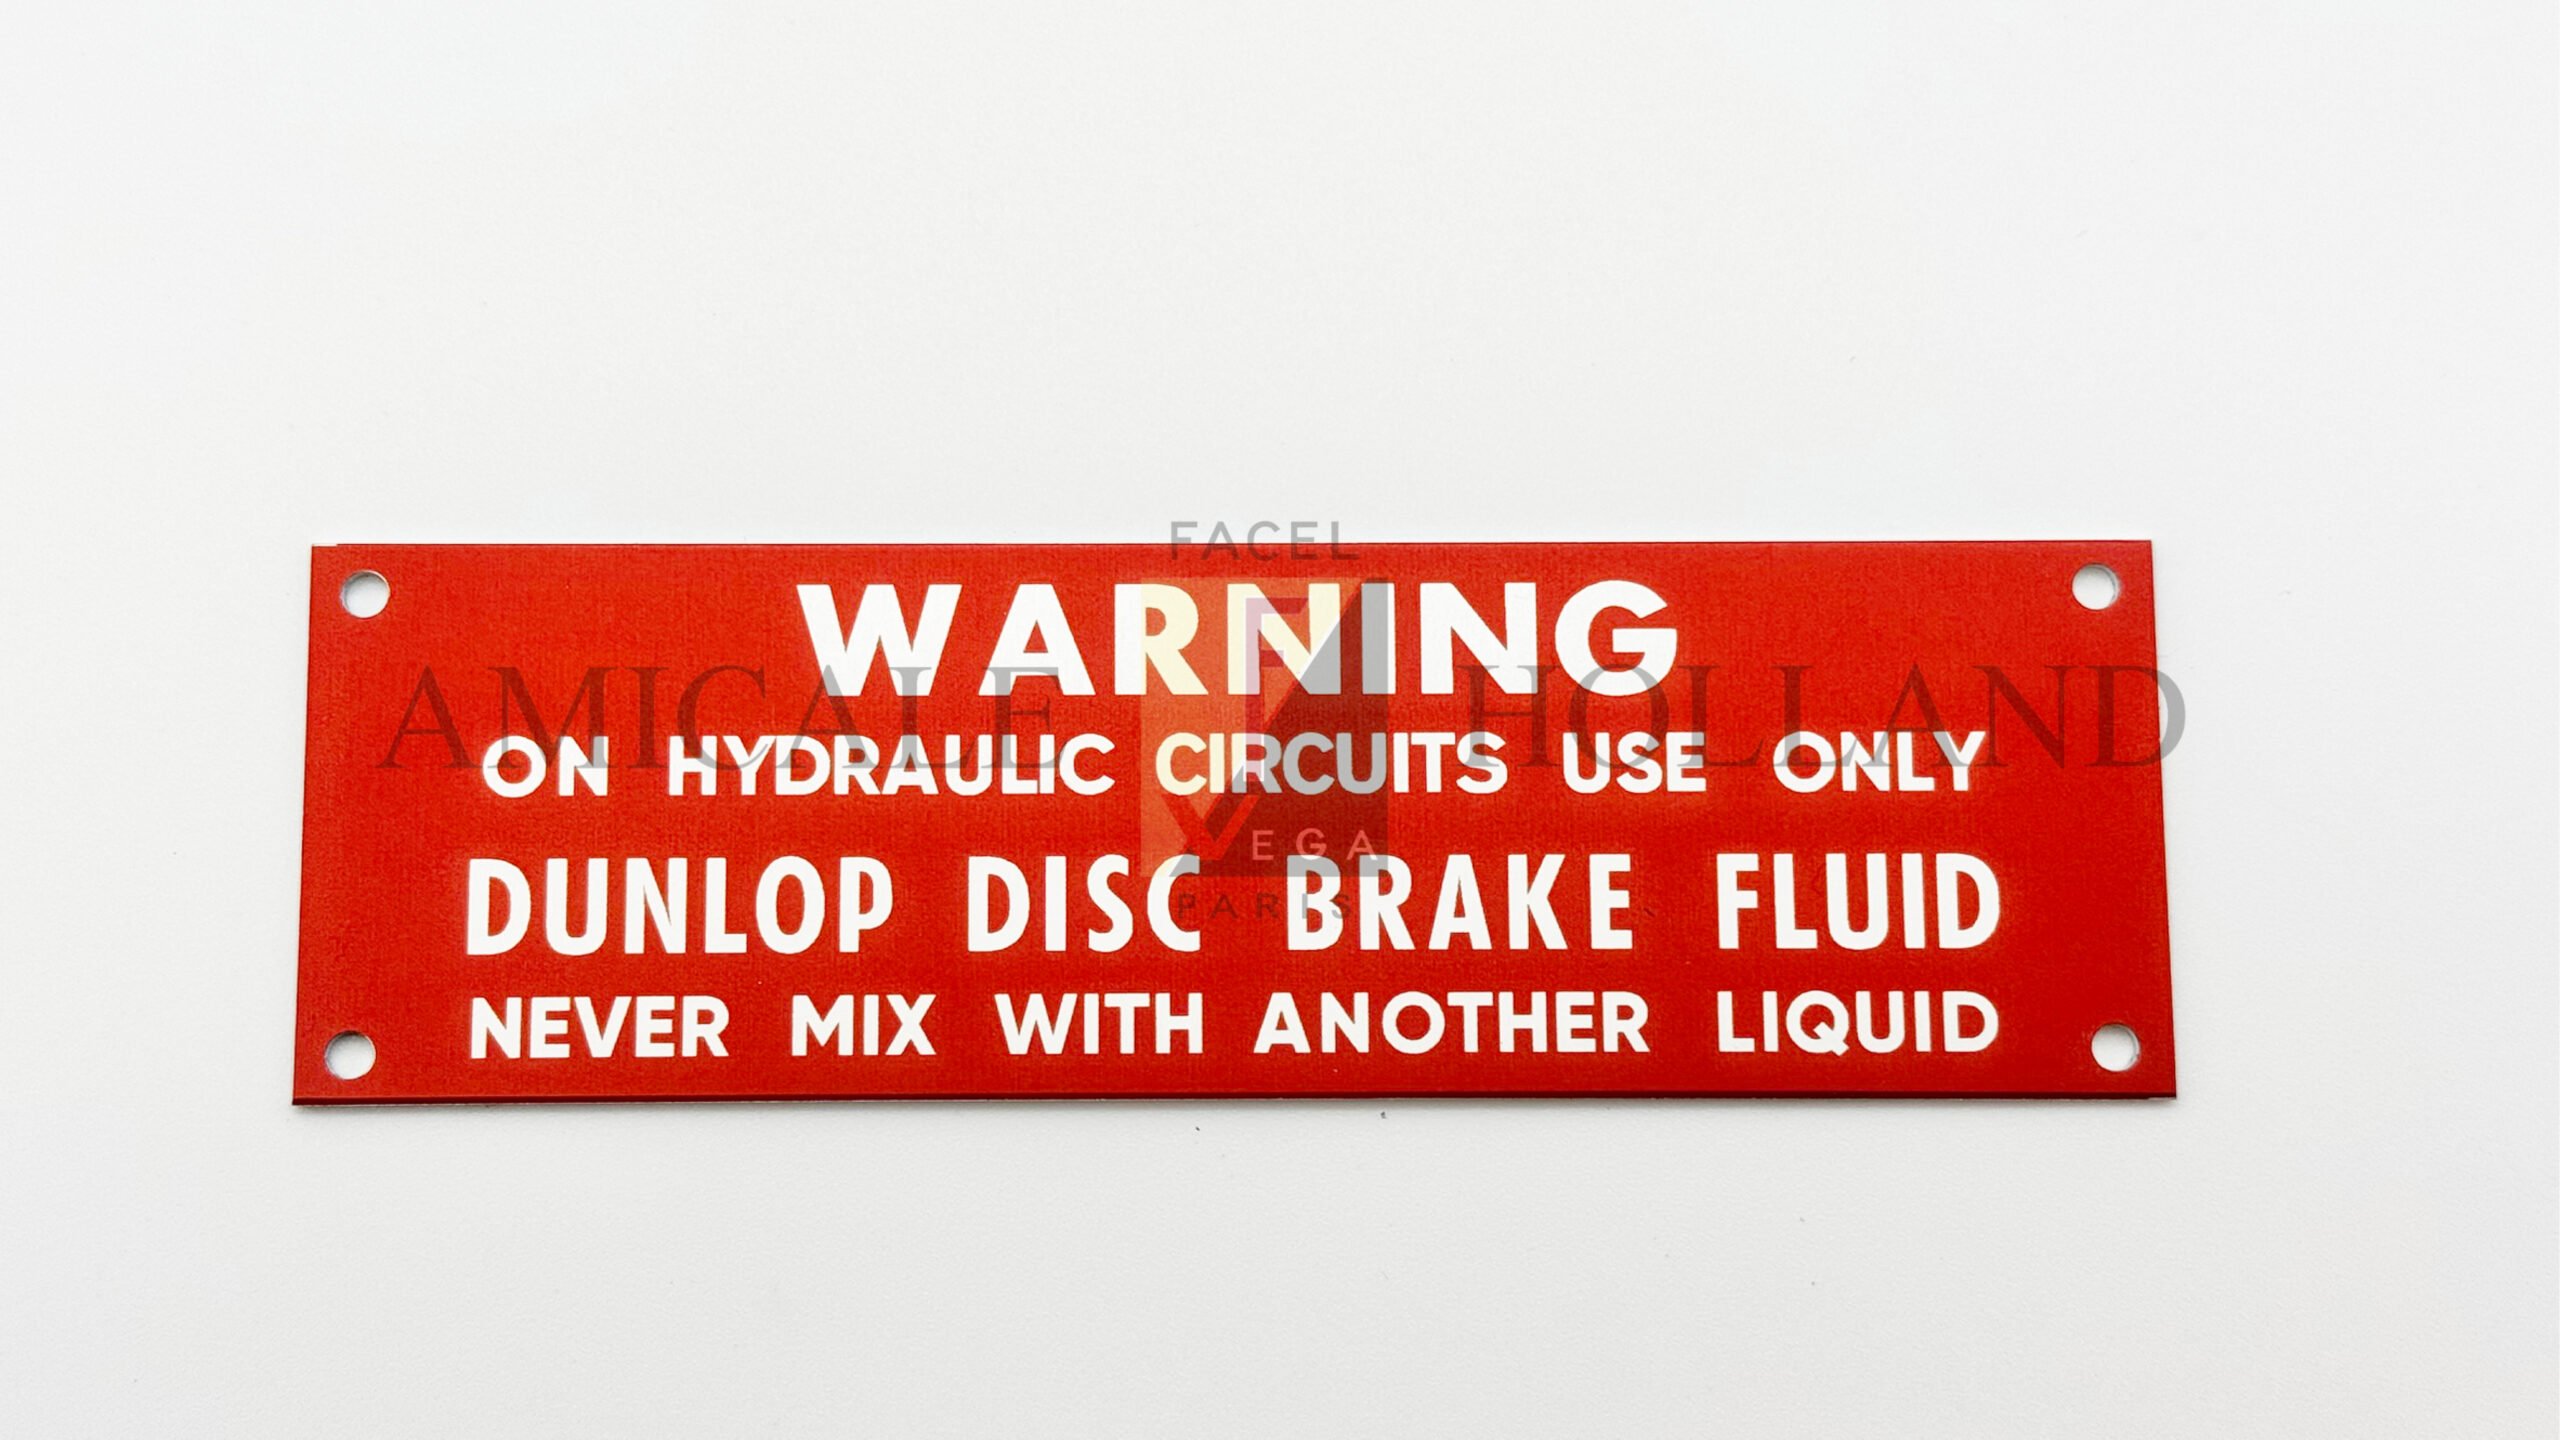 FACEL
WARNING
AMICALE HOLLAND
ON HYDRAULIC CIRCUITS USE ONLY
VEGA
DUNLOP DISC BRAKE FLUID
PARIS
NEVER MIX WITH ANOTHER LIQUID